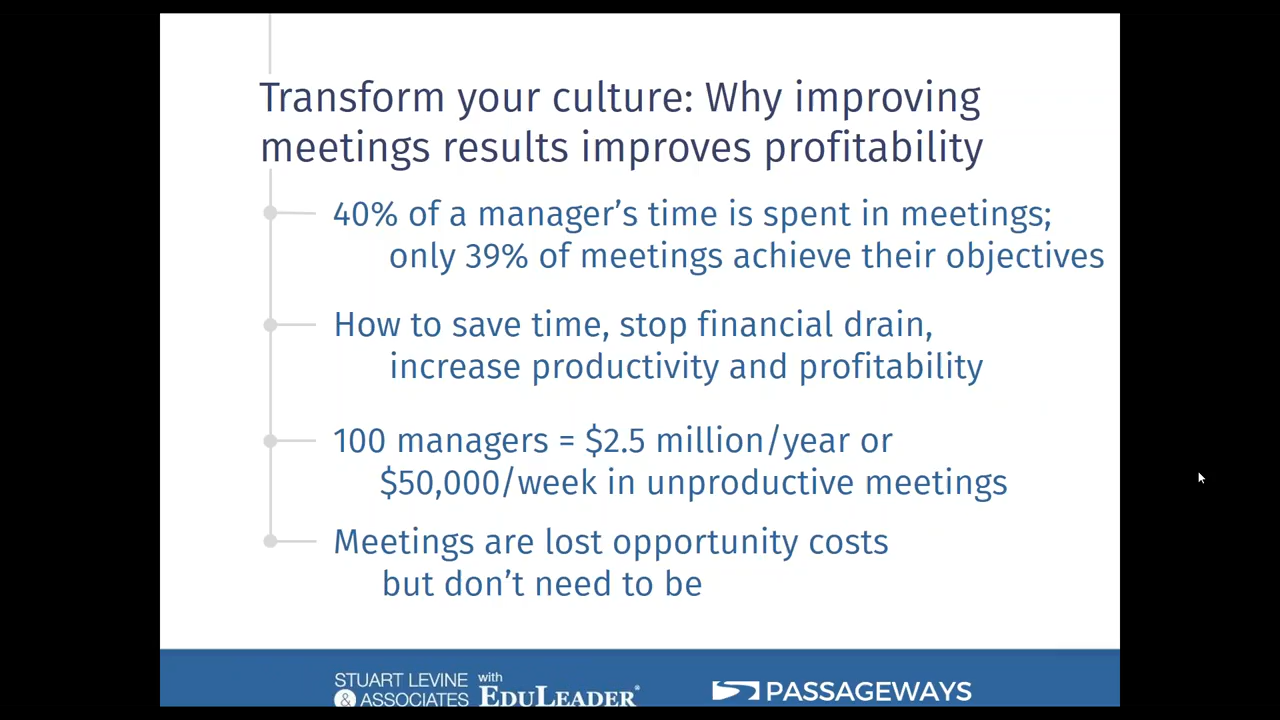 Transform your culture: Why improving
meetings results improves profitability
40% of a manager’s time is spent in meetings;
only 39% of meetings achieve their objectives
How to save time, stop financial drain,
increase productivity and profitability
100 managers = $2.5 million/year or
$50,000/week in unproductive meetings
Meetings are lost opportunity costs
but don’t need to be
STUART LEVINE with
& ASSOCIATES EDULEADER®
PASSAGEWAYS